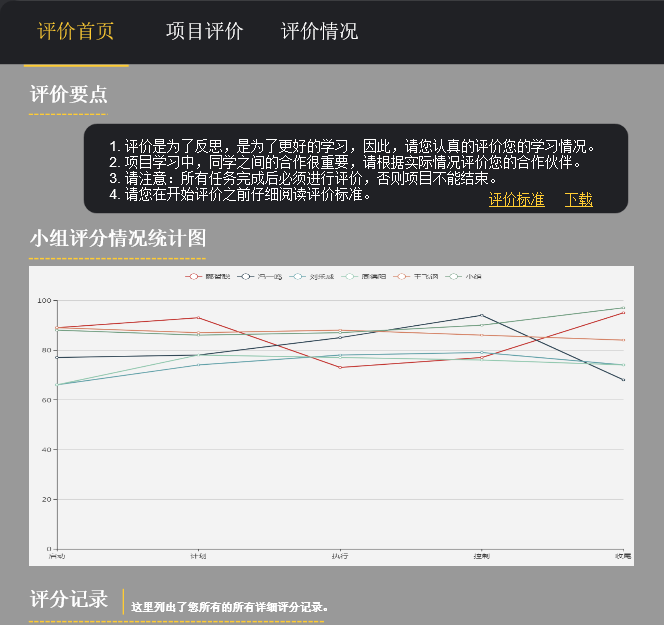 评价首页 项目评价 评价情况
评价要点
1. 评价是为了反思，是为了更好的学习，因此，请您认真的评价您的学习情况。
2. 项目学习中，同学之间的合作很重要，请根据实际情况评价您的合作伙伴。
3. 请注意：所有任务完成后必须进行评价，否则项目不能结束。
4. 请您在开始评价之前仔细阅读评价标准。
评价标准 下载
小组评分情况统计图
冯一鸣 小组
100
80
60
40
20
0
启动 计划 执行 控制 收尾
评分记录 这里列出了您所有的所有详细评分记录。